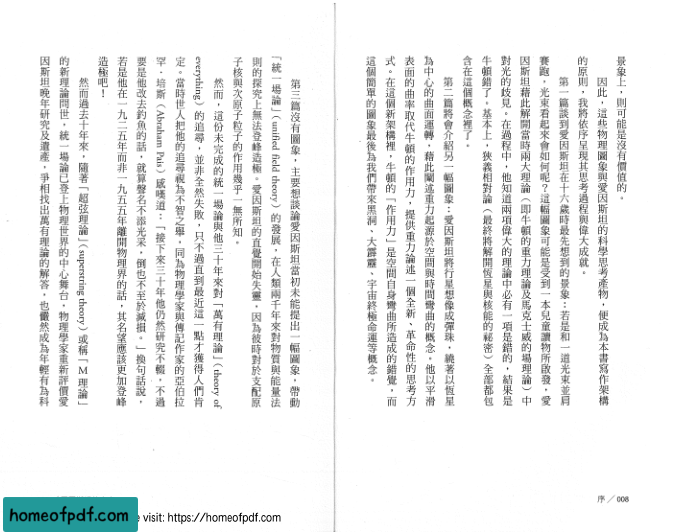 景象上，則可能是沒有價值的。
因此，這些物理圖象與愛因斯坦的科學思考產物，便成為本書寫作架構
的原則，我將依序呈現其思考過程與偉大成就。
第一篇談到愛因斯坦在十六歲時最先想到的景象：若是和一道光束並肩
賽跑，光束看起來會如何呢？這幅圖象可能是受到一本兒童讀物所啟發，愛
因斯坦藉此解開當時兩大理論（即牛頓的重力理論及馬克士威的場理論）中
對光的歧見。在過程中，他知道兩項偉大的理論中必有一項是錯的，結果是
牛頓錯了。基本上，狹義相對論（最終將解開恆星與核能的祕密）全部都包
含在這個概念裡了。
第二篇將會介紹另一幅圖象：愛因斯坦將行星想像成彈珠，繞著以恆星
為中心的曲面運轉，藉此闡述重力起源於空間與時間彎曲的概念。他以平滑
表面的曲率取代牛頓的作用力，提供重力論述一個全新、革命性的思考方
式。在這個新架構裡，牛頓的「作用力」是空間自身彎曲所造成的錯覺，而
這個簡單的圖象最後為我們帶來黑洞、大霹靂、宇宙終極命運等概念。
序／008
第三篇沒有圖象，主要想談論愛因斯坦當初未能提出一幅圖象，帶動
「統一場論」（unified field theory）的發展，在人類兩千年來對物質與能量法
則的探究上無法登峰造極。愛因斯坦的直覺開始失靈，因為彼時對於支配原
子核與次原子粒子的作用幾乎一無所知。
然而，這份未完成的統一場論與他三十年來對「萬有理論」（theory of
everything）的追尋，並非全然失敗，只不過直到最近這一點才獲得人們肯
定。當時世人把他的追尋視為不智之舉，同為物理學家與傳記作家的亞伯拉
罕．培斯（Abraham Pais）感嘆道：「接下來三十年他仍然研究不輟，不過
要是他改去釣魚的話，就算聲名不添光采，倒也不至於減損。」換句話說，
若是他在一九二五年而非一九五五年離開物理界的話，其名望應該更加登峰
造極吧！
然而過去十年來，隨著「超弦理論」（superstring theory）或稱「M理論」
的新理論問世，統一場論已登上物理世界的中心舞台。物理學家重新評價愛
因斯坦晚年研究及遺產，爭相找出萬有理論的解答，也儼然成為年輕有為科
homeofpdf.com
e visit: https://homeofpdf.com